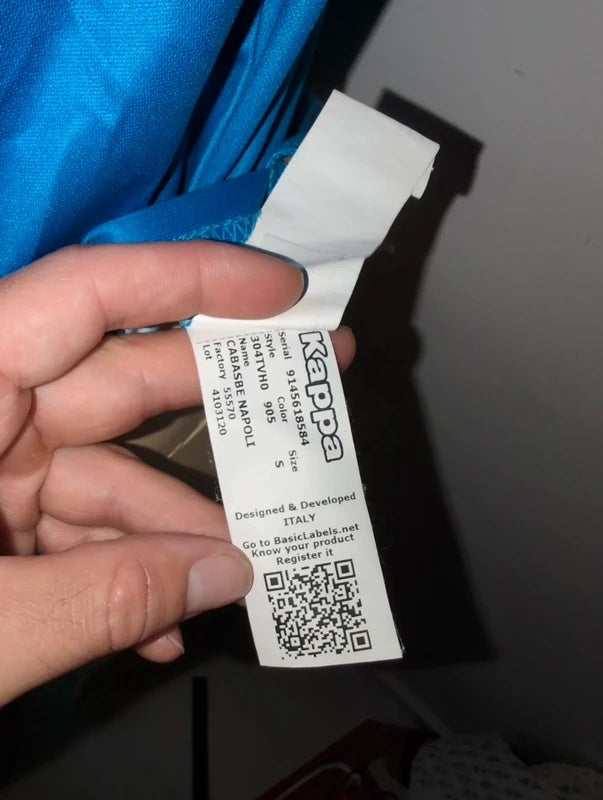 Kappa
Serial 9145618584
Style Color Size
304TVH0 905 S
Name
CABASBE NAPOLI
Factory 55570
Lot 4103120
Designed & Developed
ITALY
Go to BasicLabels.net
Know your product
Register it